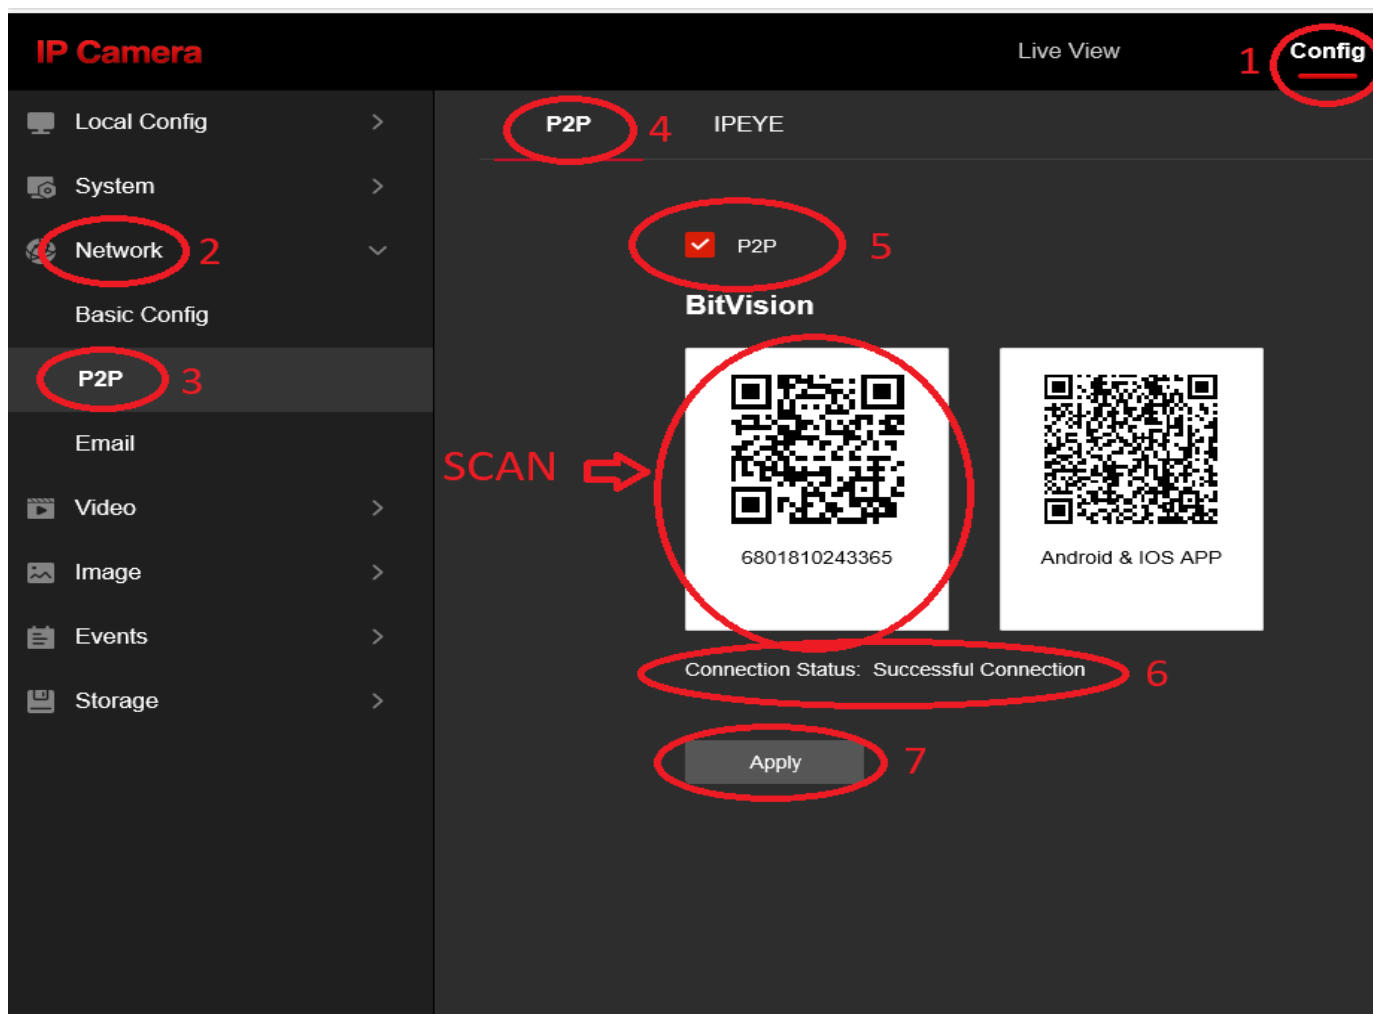 IP Camera
Live View
1
Config
Local Config
System
Network 2
Basic Config
P2P 3
Email
Video
Image
Events
Storage
P2P 4 IPEYE
P2P 5
BitVision
SCAN
6801810243365
Android & IOS APP
Connection Status: Successful Connection 6
Apply 7